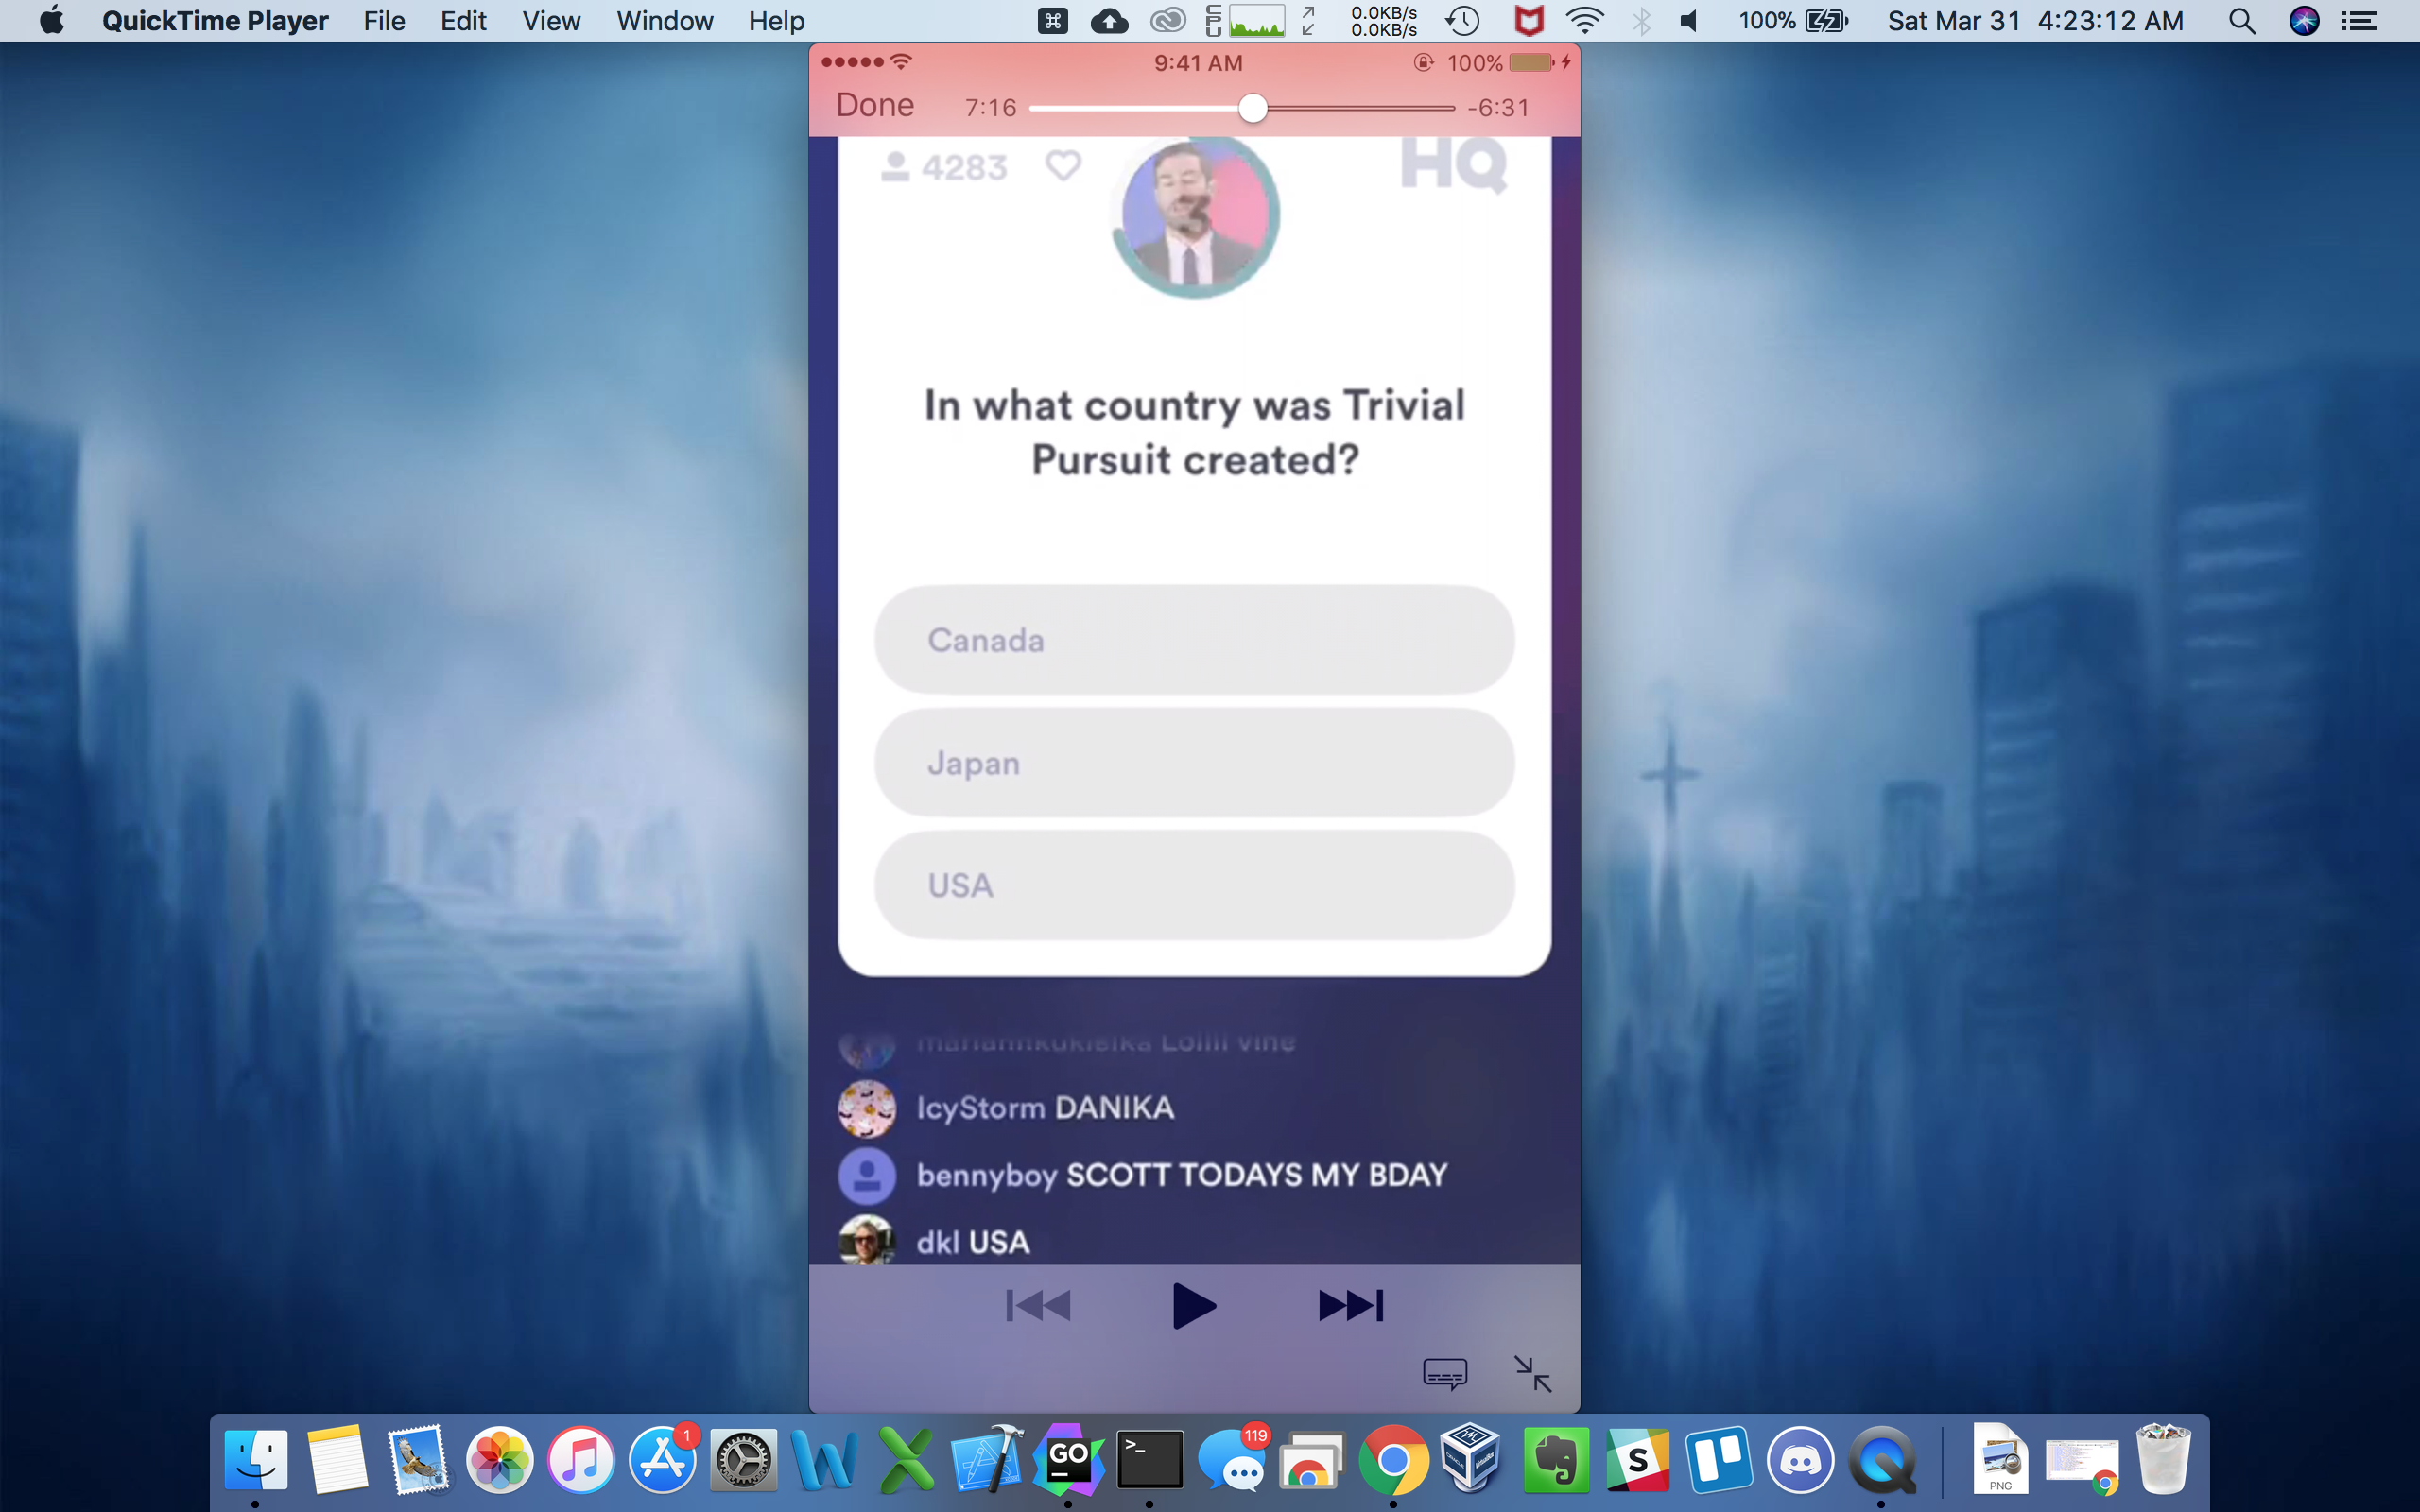 QuickTime Player File Edit View Window Help
CPU
0.0KB/s
0.0KB/s
100%
Sat Mar 31 4:23:12 AM
9:41 AM
100%
Done 7:16 -6:31
4283
HQ
In what country was Trivial
Pursuit created?
Canada
Japan
USA
IcyStorm DANIKA
bennyboy SCOTT TODAYS MY BDAY
dkl USA
1
GO
>_
119
S
PNG